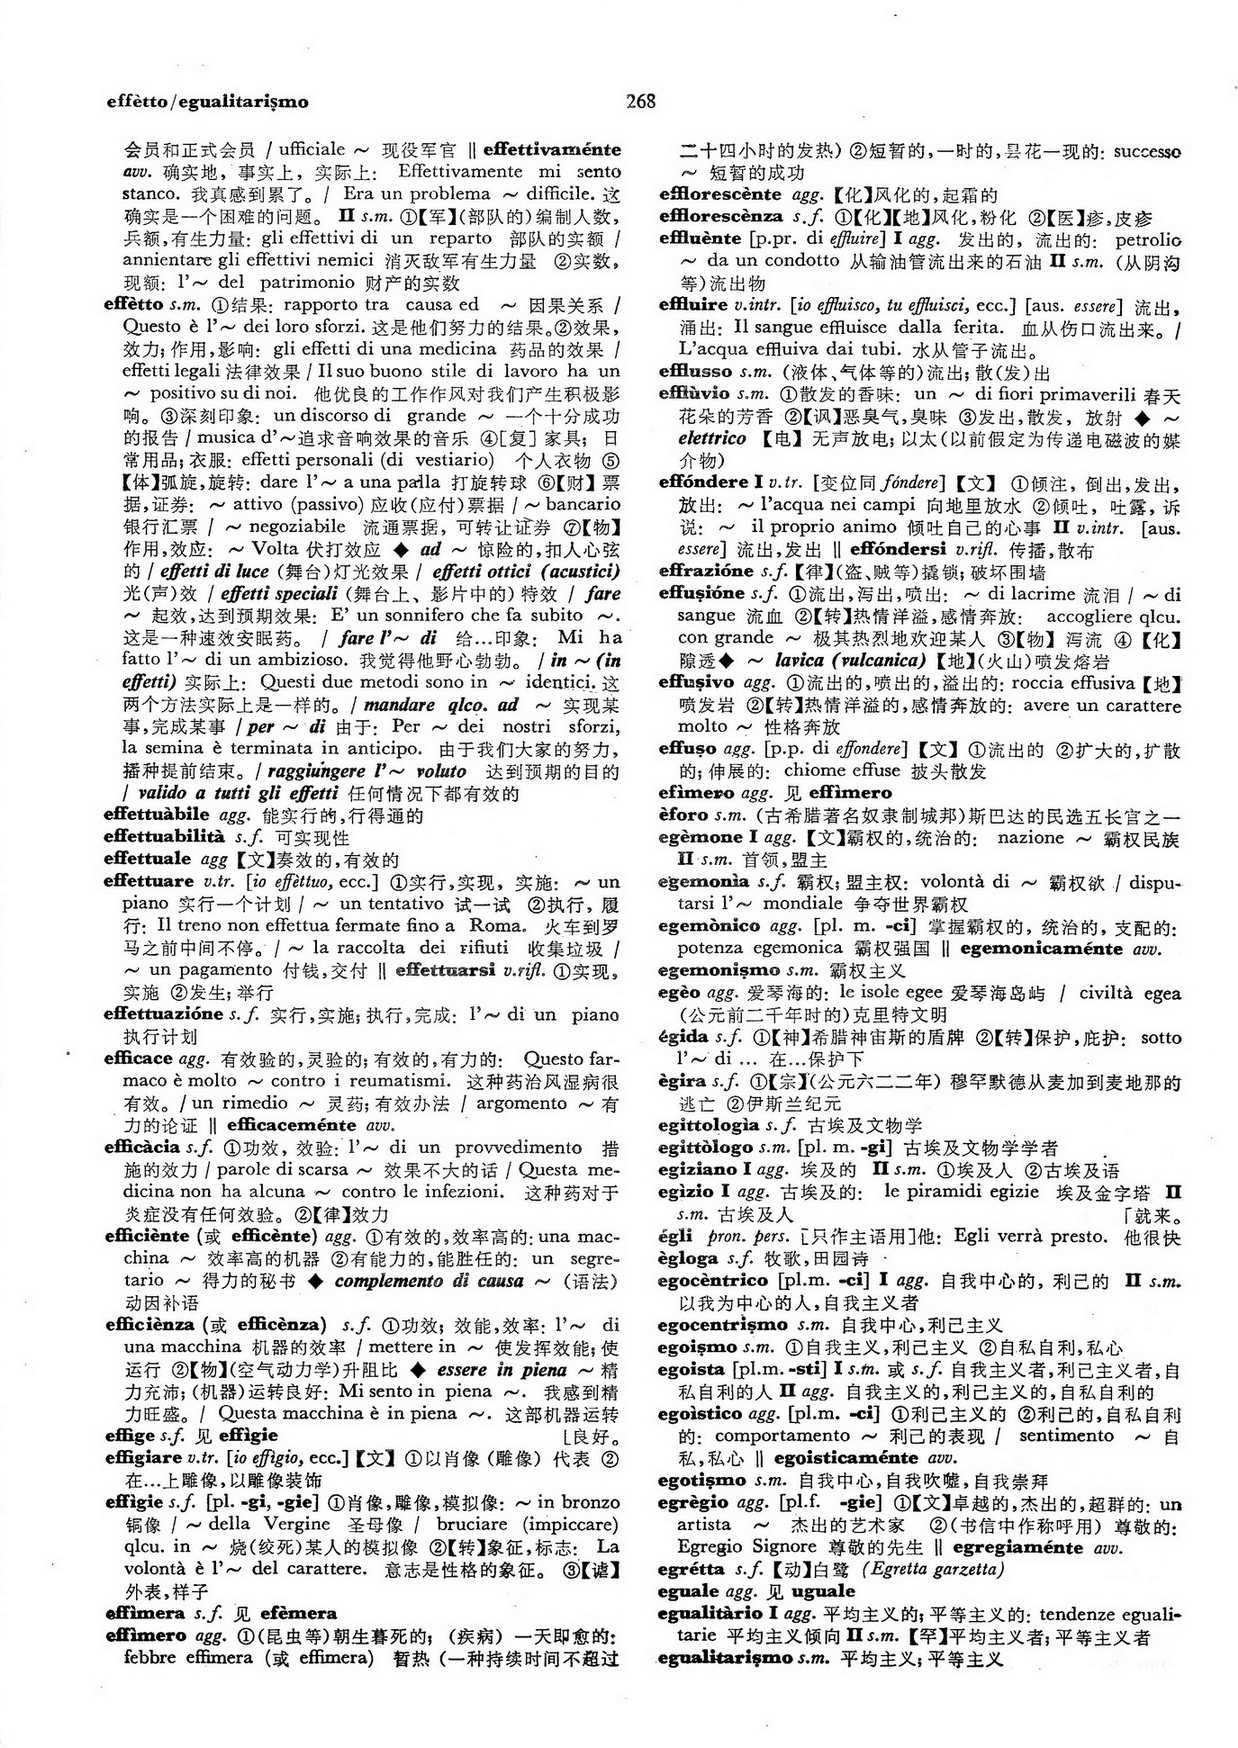 effètto/egualitarișmo
268
会员和正式会员 / ufficiale ～ 现役军官 ‖ effettivaménte
avv. 确实地, 事实上, 实际上: Effettivamente mi sento
stanco. 我真感到累了。/ Era un problema ～ difficile. 这
确实是一个困难的问题。 II s.m. ①【军】(部队的)编制人数,
兵额,有生力量: gli effettivi di un reparto 部队的实额 /
annientare gli effettivi nemici 消灭敌军有生力量 ②实数,
现额: l'～ del patrimonio 财产的实数
effètto s.m. ①结果: rapporto tra causa ed ～ 因果关系 /
Questo è l'～ dei loro sforzi. 这是他们努力的结果。②效果,
效力;作用,影响: gli effetti di una medicina 药品的效果 /
effetti legali 法律效果 / Il suo buono stile di lavoro ha un
～ positivo su di noi. 他优良的工作作风对我们产生积极影
响。③深刻印象: un discorso di grande ～ 一个十分成功
的报告 / musica d'～追求音响效果的音乐 ④[复] 家具; 日
常用品;衣服: effetti personali (di vestiario) 个人衣物 ⑤
【体】弧旋,旋转: dare l'～ a una palla 打旋转球 ⑥【财】票
据,证券: ～ attivo (passivo) 应收(应付)票据 / ～ bancario
银行汇票 / ～ negoziabile 流通票据, 可转让证券 ⑦【物】
作用,效应: ～ Volta 伏打效应 ◆ ad ～ 惊险的,扣人心弦
的 / effetti di luce (舞台)灯光效果 / effetti ottici (acustici)
光(声)效 / effetti speciali (舞台上、影片中的) 特效 / fare
～ 起效,达到预期效果: E' un sonnifero che fa subito ～.
这是一种速效安眠药。 / fare l'～ di 给…印象: Mi ha
fatto l'～ di un ambizioso. 我觉得他野心勃勃。 / in ～ (in
effetti) 实际上: Questi due metodi sono in ～ identici. 这
两个方法实际上是一样的。/ mandare qlco. ad ～ 实现某
事,完成某事 / per ～ di 由于: Per ～ dei nostri sforzi,
la semina è terminata in anticipo. 由于我们大家的努力,
播种提前结束。/ raggiungere l'～ voluto 达到预期的目的
/ valido a tutti gli effetti 任何情况下都有效的
effettuàbile agg. 能实行的,行得通的
effettuabilità s.f. 可实现性
effettuale agg【文】奏效的,有效的
effettuare v.tr. [io effèttuo, ecc.] ①实行,实现, 实施: ～ un
piano 实行一个计划 / ～ un tentativo 试一试 ②执行, 履
行: Il treno non effettua fermate fino a Roma. 火车到罗
马之前中间不停。/ ～ la raccolta dei rifiuti 收集垃圾 /
～ un pagamento 付钱,交付 ‖ effettuarsi v.rifl. ①实现,
实施 ②发生;举行
effettuazióne s.f. 实行,实施;执行,完成: l'～ di un piano
执行计划
efficace agg. 有效验的,灵验的;有效的,有力的: Questo far-
maco è molto ～ contro i reumatismi. 这种药治风湿病很
有效。/ un rimedio ～ 灵药;有效办法 / argomento ～ 有
力的论证 ‖ efficaceménte avv.
efficàcia s.f. ①功效, 效验: l'～ di un provvedimento 措
施的效力 / parole di scarsa ～ 效果不大的话 / Questa me-
dicina non ha alcuna ～ contro le infezioni. 这种药对于
炎症没有任何效验。②【律】效力
efficiènte (或 efficènte) agg. ①有效的,效率高的: una mac-
china ～ 效率高的机器 ②有能力的,能胜任的: un segre-
tario ～ 得力的秘书 ◆ complemento di causa ～ (语法)
动因补语
efficiènza (或 efficènza) s.f. ①功效; 效能,效率: l'～ di
una macchina 机器的效率 / mettere in ～ 使发挥效能;使
运行 ②【物】(空气动力学)升阻比 ◆ essere in piena ～ 精
力充沛;(机器)运转良好: Mi sento in piena ～. 我感到精
力旺盛。/ Questa macchina è in piena ～. 这部机器运转
effige s.f. 见 effìgie ⌊良好。
effigiare v.tr. [io effìgio, ecc.]【文】 ①以肖像 (雕像) 代表 ②
在…上雕像,以雕像装饰
effìgie s.f. [pl. -gi, -gie] ①肖像,雕像,模拟像: ～ in bronzo
铜像 / ～ della Vergine 圣母像 / bruciare (impiccare)
qlcu. in ～ 烧(绞死)某人的模拟像 ②【转】象征,标志: La
volontà è l'～ del carattere. 意志是性格的象征。 ③【谑】
外表,样子
effìmera s.f. 见 efèmera
effìmero agg. ①(昆虫等)朝生暮死的; (疾病) 一天即愈的:
febbre effimera (或 effimera) 暂热 (一种持续时间不超过
二十四小时的发热) ②短暂的,一时的,昙花一现的: successo
～ 短暂的成功
efflorescènte agg. 【化】风化的,起霜的
efflorescènza s.f. ①【化】【地】风化,粉化 ②【医】疹,皮疹
effluènte [p.pr. di effluire] I agg. 发出的, 流出的: petrolio
～ da un condotto 从输油管流出来的石油 II s.m. (从阴沟
等)流出物
effluire v.intr. [io effluisco, tu effluisci, ecc.] [aus. essere] 流出,
涌出: Il sangue effluisce dalla ferita. 血从伤口流出来。/
L'acqua effluiva dai tubi. 水从管子流出。
efflusso s.m. (液体、气体等的)流出;散(发)出
efflùvio s.m. ①散发的香味: un ～ di fiori primaverili 春天
花朵的芳香 ②【讽】恶臭气,臭味 ③发出,散发, 放射 ◆ ～
elettrico 【电】无声放电;以太(以前假定为传递电磁波的媒
介物)
effóndere I v.tr. [变位同 fóndere]【文】 ①倾注, 倒出,发出,
放出: ～ l'acqua nei campi 向地里放水 ②倾吐, 吐露, 诉
说: ～ il proprio animo 倾吐自己的心事 II v.intr. [aus.
essere] 流出,发出 ‖ effóndersi v.rifl. 传播,散布
effrazióne s.f.【律】(盗、贼等)撬锁;破坏围墙
effușióne s.f. ①流出,泻出,喷出: ～ di lacrime 流泪 / ～ di
sangue 流血 ②【转】热情洋溢,感情奔放: accogliere qlcu.
con grande ～ 极其热烈地欢迎某人 ③【物】泻流 ④ 【化】
隙透◆ ～ lavica (vulcanica)【地】(火山)喷发熔岩
effușivo agg. ①流出的,喷出的,溢出的: roccia effusiva【地】
喷发岩 ②【转】热情洋溢的,感情奔放的: avere un carattere
molto ～ 性格奔放
effușo agg. [p.p. di effondere]【文】①流出的 ②扩大的,扩散
的;伸展的: chiome effuse 披头散发
efìmero agg. 见 effìmero
èforo s.m. (古希腊著名奴隶制城邦)斯巴达的民选五长官之一
egèmone I agg. 【文】霸权的,统治的: nazione ～ 霸权民族
II s.m. 首领,盟主
egemonìa s.f. 霸权;盟主权: volontà di ～ 霸权欲 / dispu-
tarsi l'～ mondiale 争夺世界霸权
egemònico agg. [pl. m. -ci] 掌握霸权的, 统治的, 支配的:
potenza egemonica 霸权强国 ‖ egemonicaménte avv.
egemonișmo s.m. 霸权主义
egèo agg. 爱琴海的: le isole egee 爱琴海岛屿 / civiltà egea
(公元前二千年时的)克里特文明
égida s.f. ①【神】希腊神宙斯的盾牌 ②【转】保护,庇护: sotto
l'～ di … 在…保护下
ègira s.f. ①【宗】(公元六二二年) 穆罕默德从麦加到麦地那的
逃亡 ②伊斯兰纪元
egittologìa s.f. 古埃及文物学
egittòlogo s.m. [pl. m. -gi] 古埃及文物学学者
egiziano I agg. 埃及的 II s.m. ①埃及人 ②古埃及语
egìzio I agg. 古埃及的: le piramidi egizie 埃及金字塔 II
s.m. 古埃及人 「就来。
égli pron. pers. [只作主语用]他: Egli verrà presto. 他很快
ègloga s.f. 牧歌,田园诗
egocèntrico [pl.m. -ci] I agg. 自我中心的, 利己的 II s.m.
以我为中心的人,自我主义者
egocentrișmo s.m. 自我中心,利己主义
egoișmo s.m. ①自我主义,利己主义 ②自私自利,私心
egoista [pl.m. -sti] I s.m. 或 s.f. 自我主义者,利己主义者,自
私自利的人 II agg. 自我主义的,利己主义的,自私自利的
egoìstico agg. [pl.m. -ci] ①利己主义的 ②利己的,自私自利
的: comportamento ～ 利己的表现 / sentimento ～ 自
私,私心 ‖ egoisticaménte avv.
egotișmo s.m. 自我中心,自我吹嘘,自我崇拜
egrègio agg. [pl.f. -gie] ①【文】卓越的,杰出的,超群的: un
artista ～ 杰出的艺术家 ②(书信中作称呼用) 尊敬的:
Egregio Signore 尊敬的先生 ‖ egregiaménte avv.
egrétta s.f. 【动】白鹭 (Egretta garzetta)
eguale agg. 见 uguale
egualitàrio I agg. 平均主义的;平等主义的: tendenze eguali-
tarie 平均主义倾向 II s.m. 【罕】平均主义者;平等主义者
egualitarișmo s.m. 平均主义;平等主义